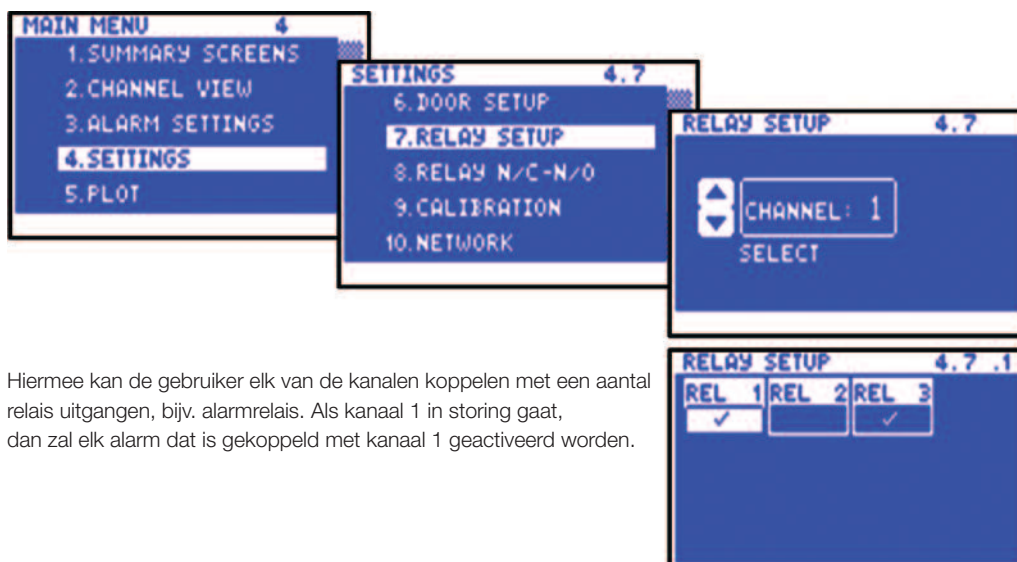 MAIN MENU 4
1.SUMMARY SCREENS
2.CHANNEL VIEW
3.ALARM SETTINGS
4.SETTINGS
5.PLOT
SETTINGS 4.7
6.DOOR SETUP
7.RELAY SETUP
8.RELAY N/C-N/O
9.CALIBRATION
10.NETWORK
RELAY SETUP 4.7
CHANNEL: 1
SELECT
Hiermee kan de gebruiker elk van de kanalen koppelen met een aantal
relais uitgangen, bijv. alarmrelais. Als kanaal 1 in storing gaat,
dan zal elk alarm dat is gekoppeld met kanaal 1 geactiveerd worden.
RELAY SETUP 4.7 .1
REL 1 REL 2 REL 3
✓ ✓